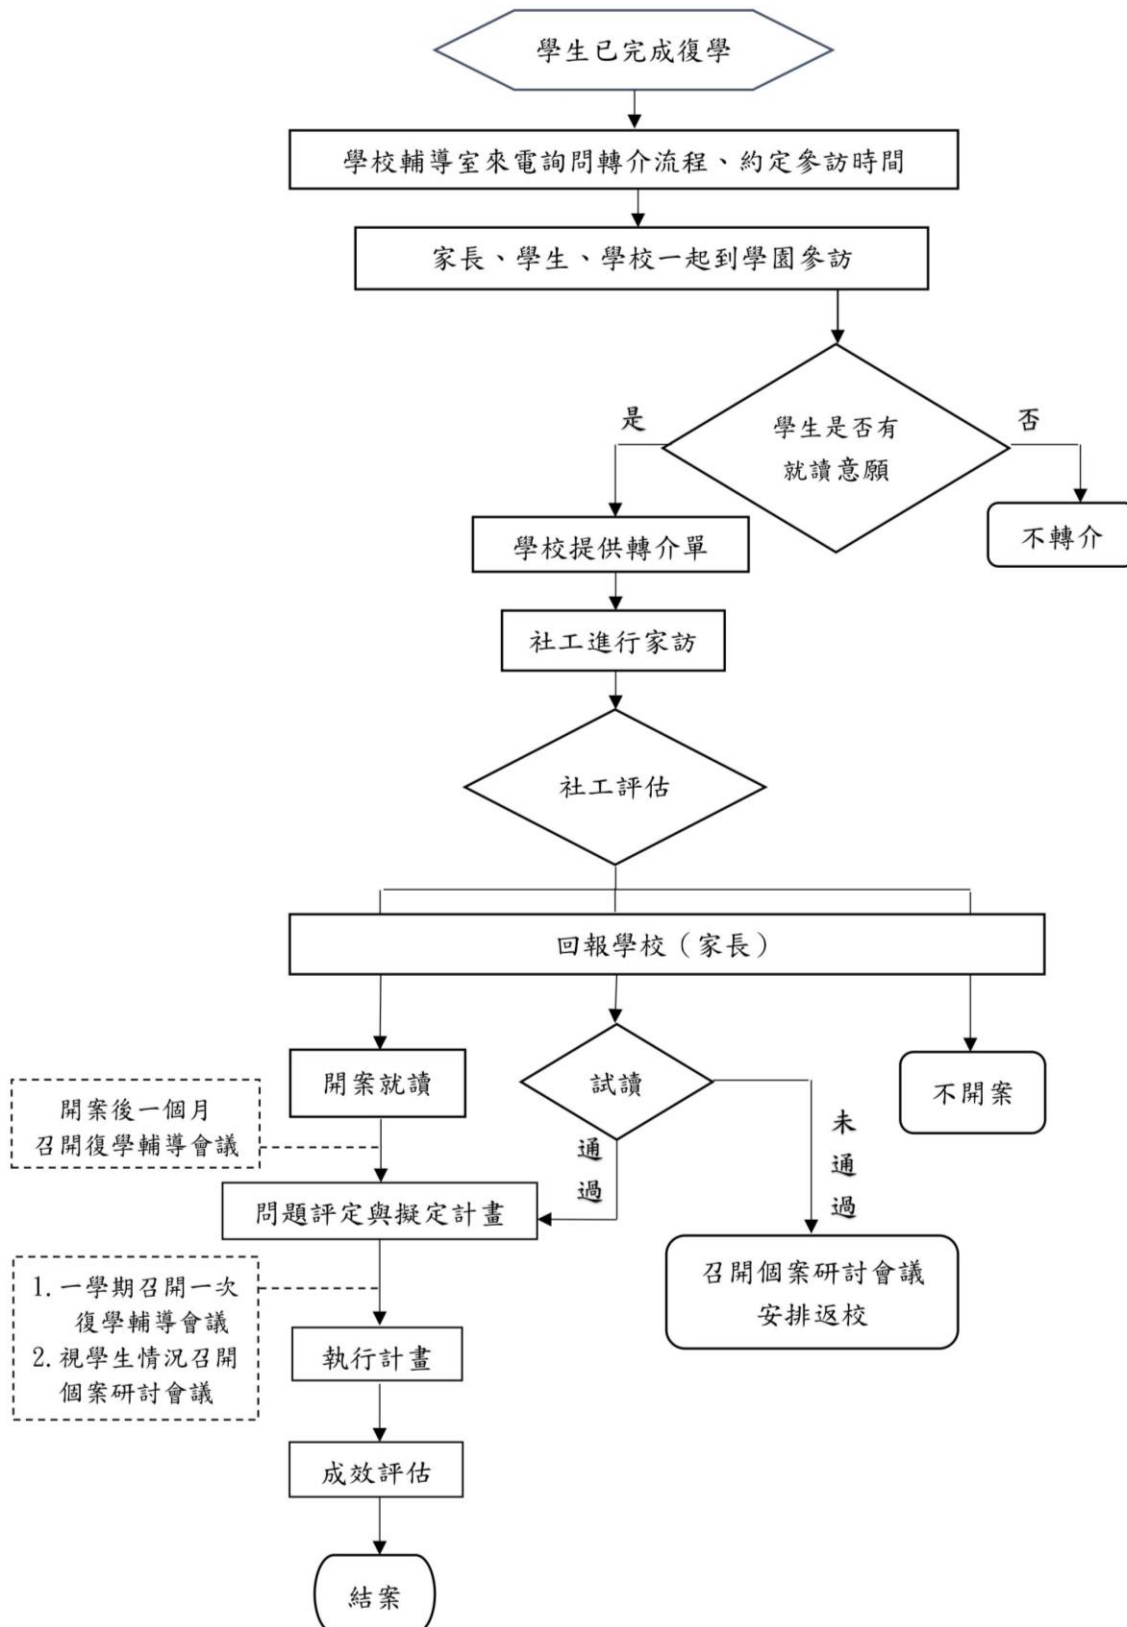 學生已完成復學
學校輔導室來電詢問轉介流程、約定參訪時間
家長、學生、學校一起到學園參訪
學生是否有
就讀意願
是
否
學校提供轉介單
不轉介
社工進行家訪
社工評估
回報學校（家長）
開案就讀
試讀
不開案
開案後一個月
召開復學輔導會議
通過
未通過
問題評定與擬定計畫
召開個案研討會議
安排返校
1. 一學期召開一次
復學輔導會議
2. 視學生情況召開
個案研討會議
執行計畫
成效評估
結案